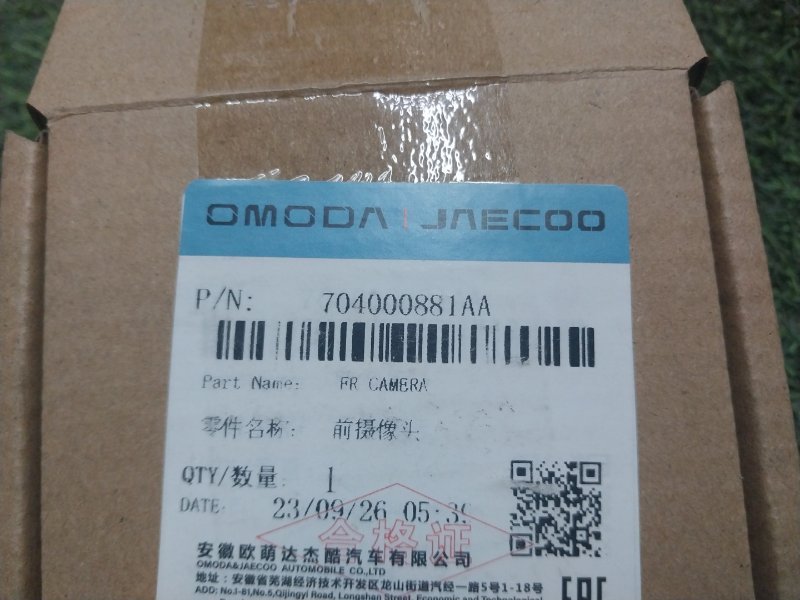 OMODA | JAECOO
P/N: 704000881AA
Part Name: FR CAMERA
零件名称: 前摄像头
QTY/数量: 1
DATE: 23/09/26 05:39
合格证
安徽欧萌达杰酷汽车有限公司
OMODA&JAECOO AUTOMOBILE CO.,LTD
地址: 安徽省芜湖经济技术开发区龙山街道汽经一路5号1-18号
ADD: No.I-81,No.5,Qijingyi Road, Longshan Street, Economic and Technological
EAC